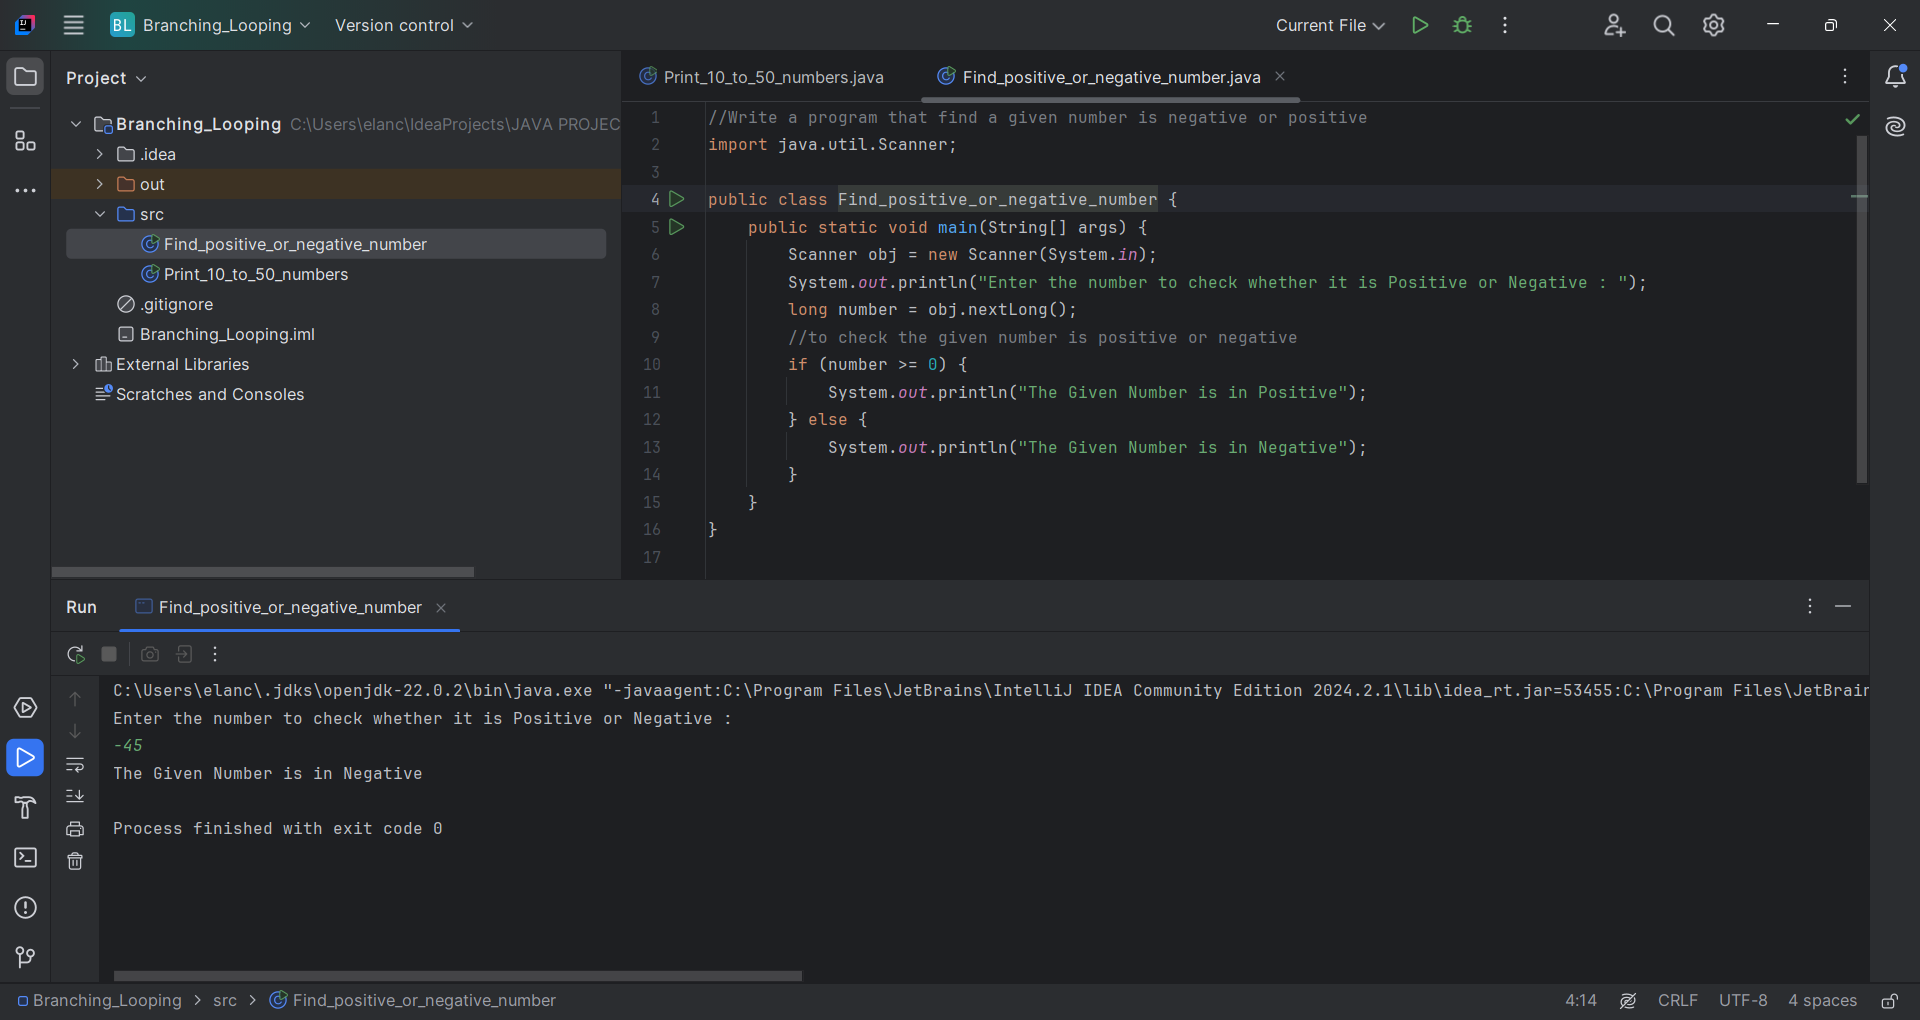 BL Branching_Looping Version control Current File
Project
Branching_Looping C:\Users\elanc\IdeaProjects\JAVA PROJEC
.idea
out
src
Find_positive_or_negative_number
Print_10_to_50_numbers
.gitignore
Branching_Looping.iml
External Libraries
Scratches and Consoles
Print_10_to_50_numbers.java Find_positive_or_negative_number.java
1 //Write a program that find a given number is negative or positive
2 import java.util.Scanner;
3
4 public class Find_positive_or_negative_number {
5 public static void main(String[] args) {
6 Scanner obj = new Scanner(System.in);
7 System.out.println("Enter the number to check whether it is Positive or Negative : ");
8 long number = obj.nextLong();
9 //to check the given number is positive or negative
10 if (number >= 0) {
11 System.out.println("The Given Number is in Positive");
12 } else {
13 System.out.println("The Given Number is in Negative");
14 }
15 }
16 }
17
Run Find_positive_or_negative_number
C:\Users\elanc\.jdks\openjdk-22.0.2\bin\java.exe "-javaagent:C:\Program Files\JetBrains\IntelliJ IDEA Community Edition 2024.2.1\lib\idea_rt.jar=53455:C:\Program Files\JetBrain
Enter the number to check whether it is Positive or Negative :
-45
The Given Number is in Negative
Process finished with exit code 0
Branching_Looping > src > Find_positive_or_negative_number 4:14 CRLF UTF-8 4 spaces